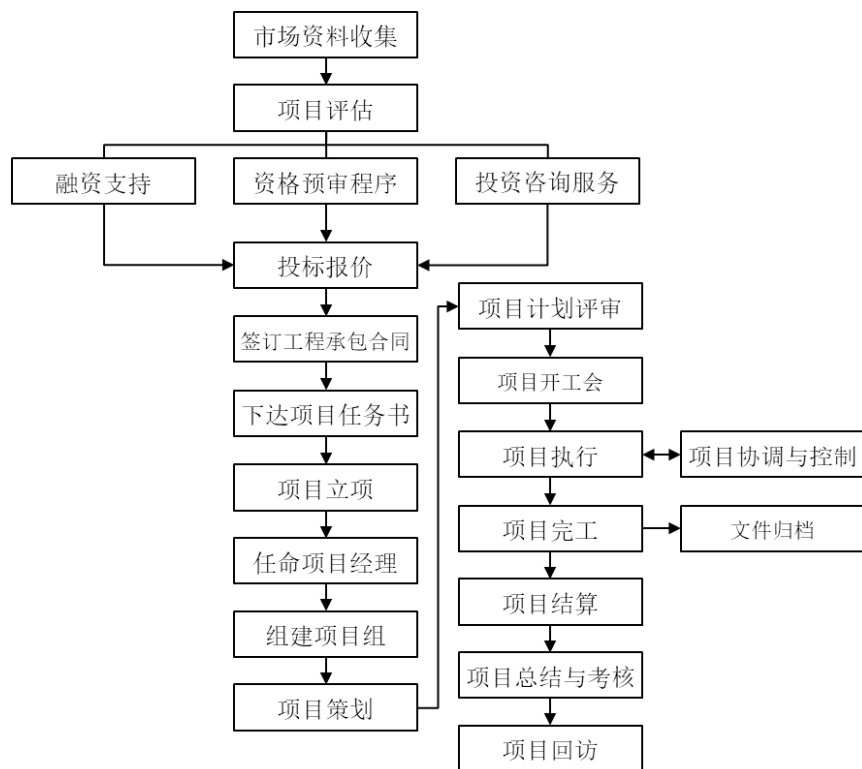 市场资料收集
项目评估
融资支持
资格预审程序
投资咨询服务
投标报价
签订工程承包合同
下达项目任务书
项目立项
任命项目经理
组建项目组
项目策划
项目计划评审
项目开工会
项目执行
项目协调与控制
项目完工
文件归档
项目结算
项目总结与考核
项目回访